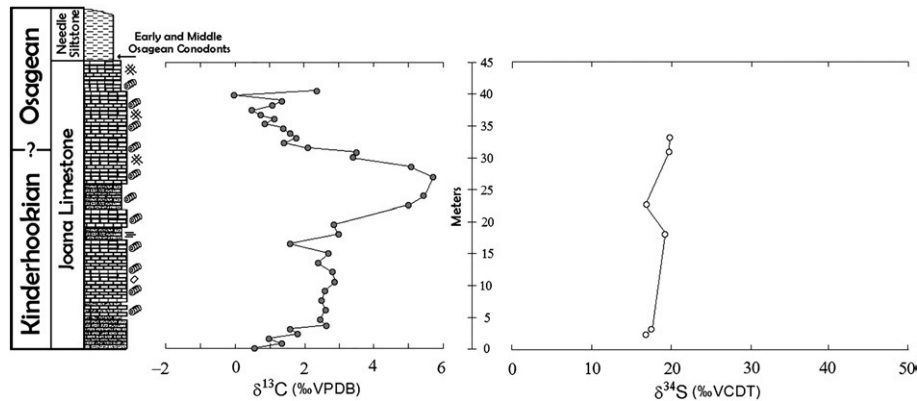 Osagean
Kinderhookian -?-
Needle
Siltstone
Joana Limestone
Early and Middle
Osagean Conodonts
45
40
35
30
25
20
15
10
5
0
Meters
−2 0 2 4 6
δ¹³C (‰VPDB)
0 10 20 30 40 50
δ³⁴S (‰VCDT)